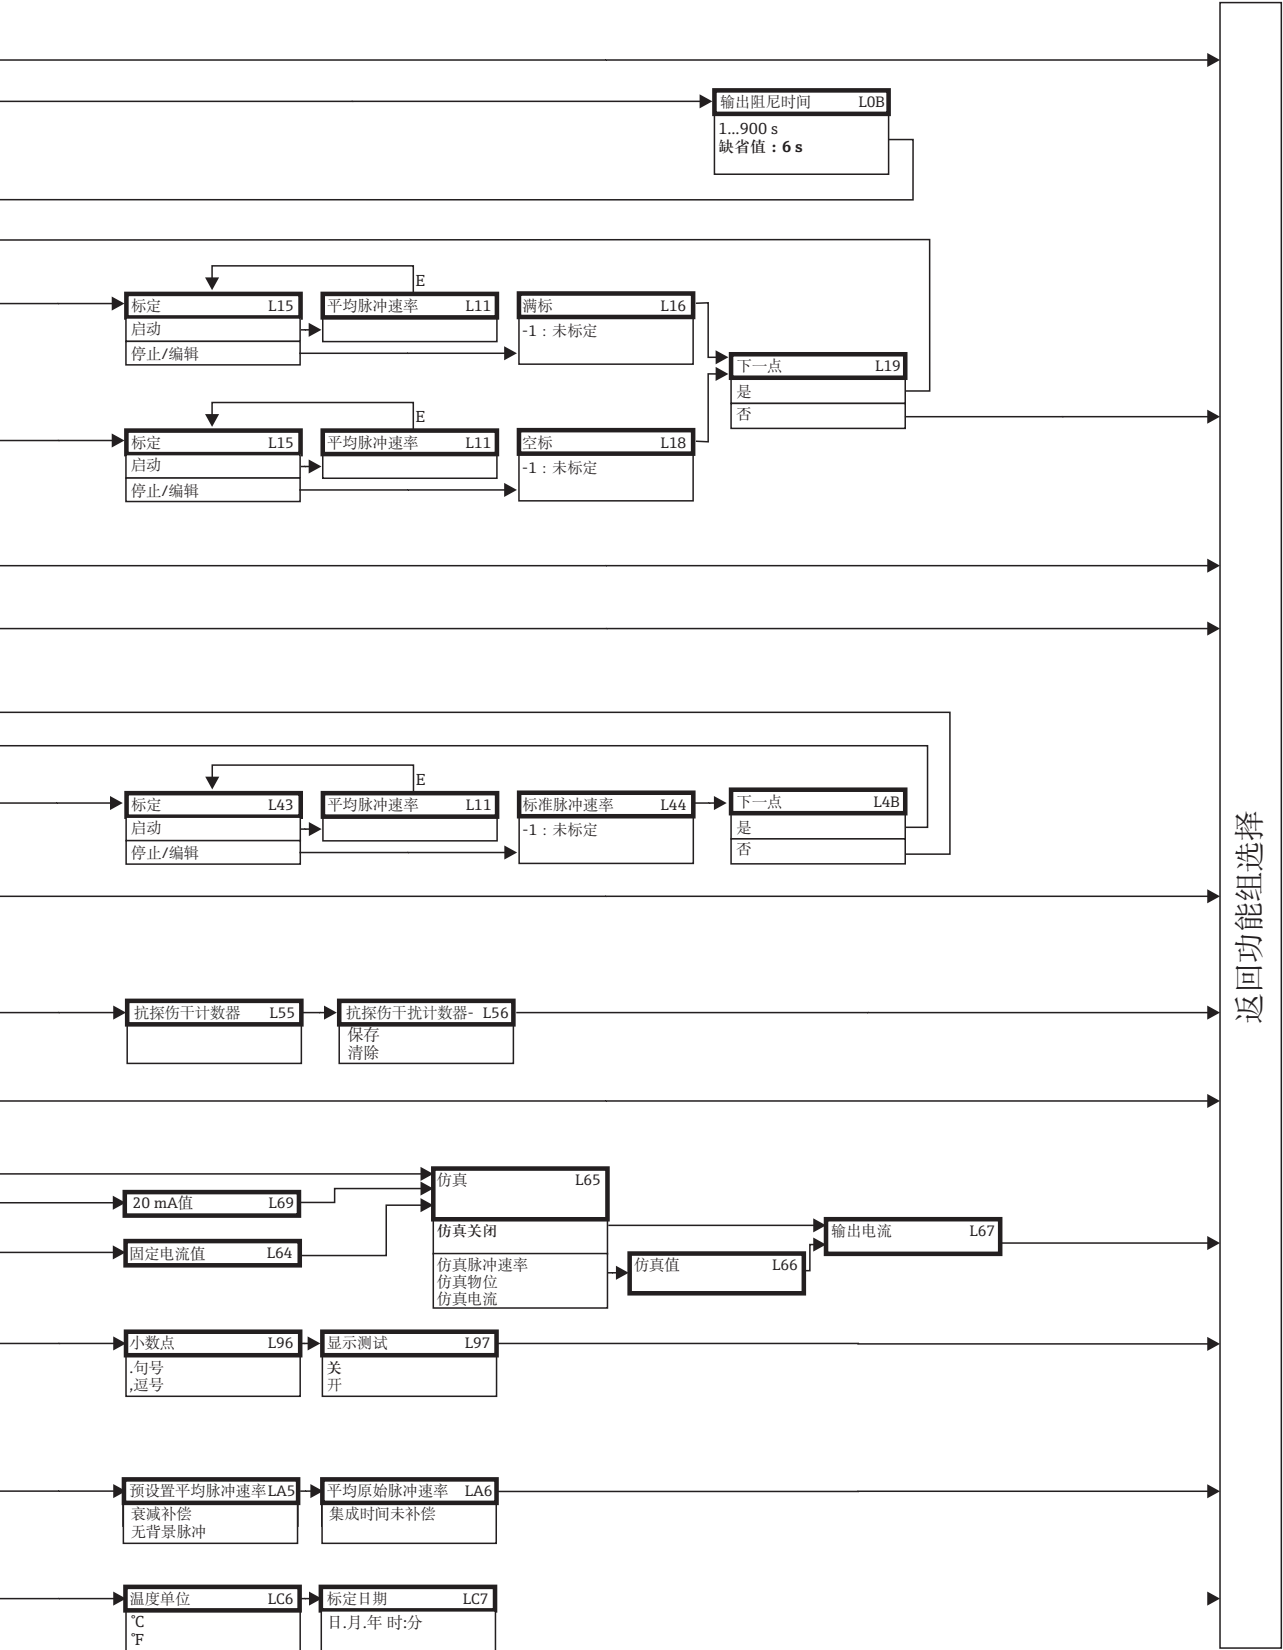 输出阻尼时间 L0B
1...900 s
缺省值：6 s
E
标定 L15
平均脉冲速率 L11
满标 L16
启动
-1：未标定
停止/编辑
下一点 L19
是
否
E
标定 L15
平均脉冲速率 L11
空标 L18
启动
-1：未标定
停止/编辑
E
标定 L43
平均脉冲速率 L11
标准脉冲速率 L44
下一点 L4B
启动
-1：未标定
是
停止/编辑
否
返回功能组选择
抗探伤干计数器 L55
抗探伤干扰计数器- L56
保存
清除
仿真 L65
20 mA值 L69
仿真关闭
输出电流 L67
固定电流值 L64
仿真脉冲速率
仿真物位
仿真电流
仿真值 L66
小数点 L96
显示测试 L97
.句号
,逗号
关
开
预设置平均脉冲速率LA5
平均原始脉冲速率 LA6
衰减补偿
无背景脉冲
集成时间未补偿
温度单位 LC6
标定日期 LC7
°C
°F
日.月.年 时:分